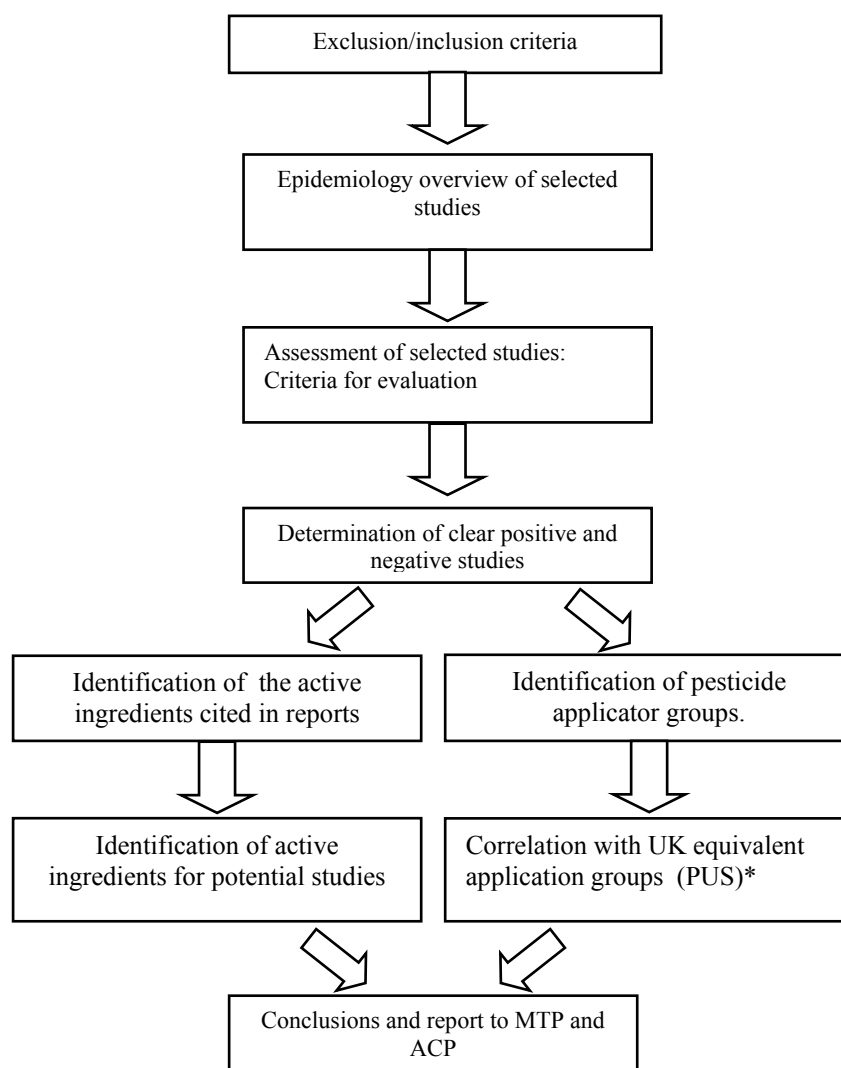 Exclusion/inclusion criteria
Epidemiology overview of selected
studies
Assessment of selected studies:
Criteria for evaluation
Determination of clear positive and
negative studies
Identification of the active
ingredients cited in reports
Identification of pesticide
applicator groups.
Identification of active
ingredients for potential studies
Correlation with UK equivalent
application groups (PUS)*
Conclusions and report to MTP and
ACP